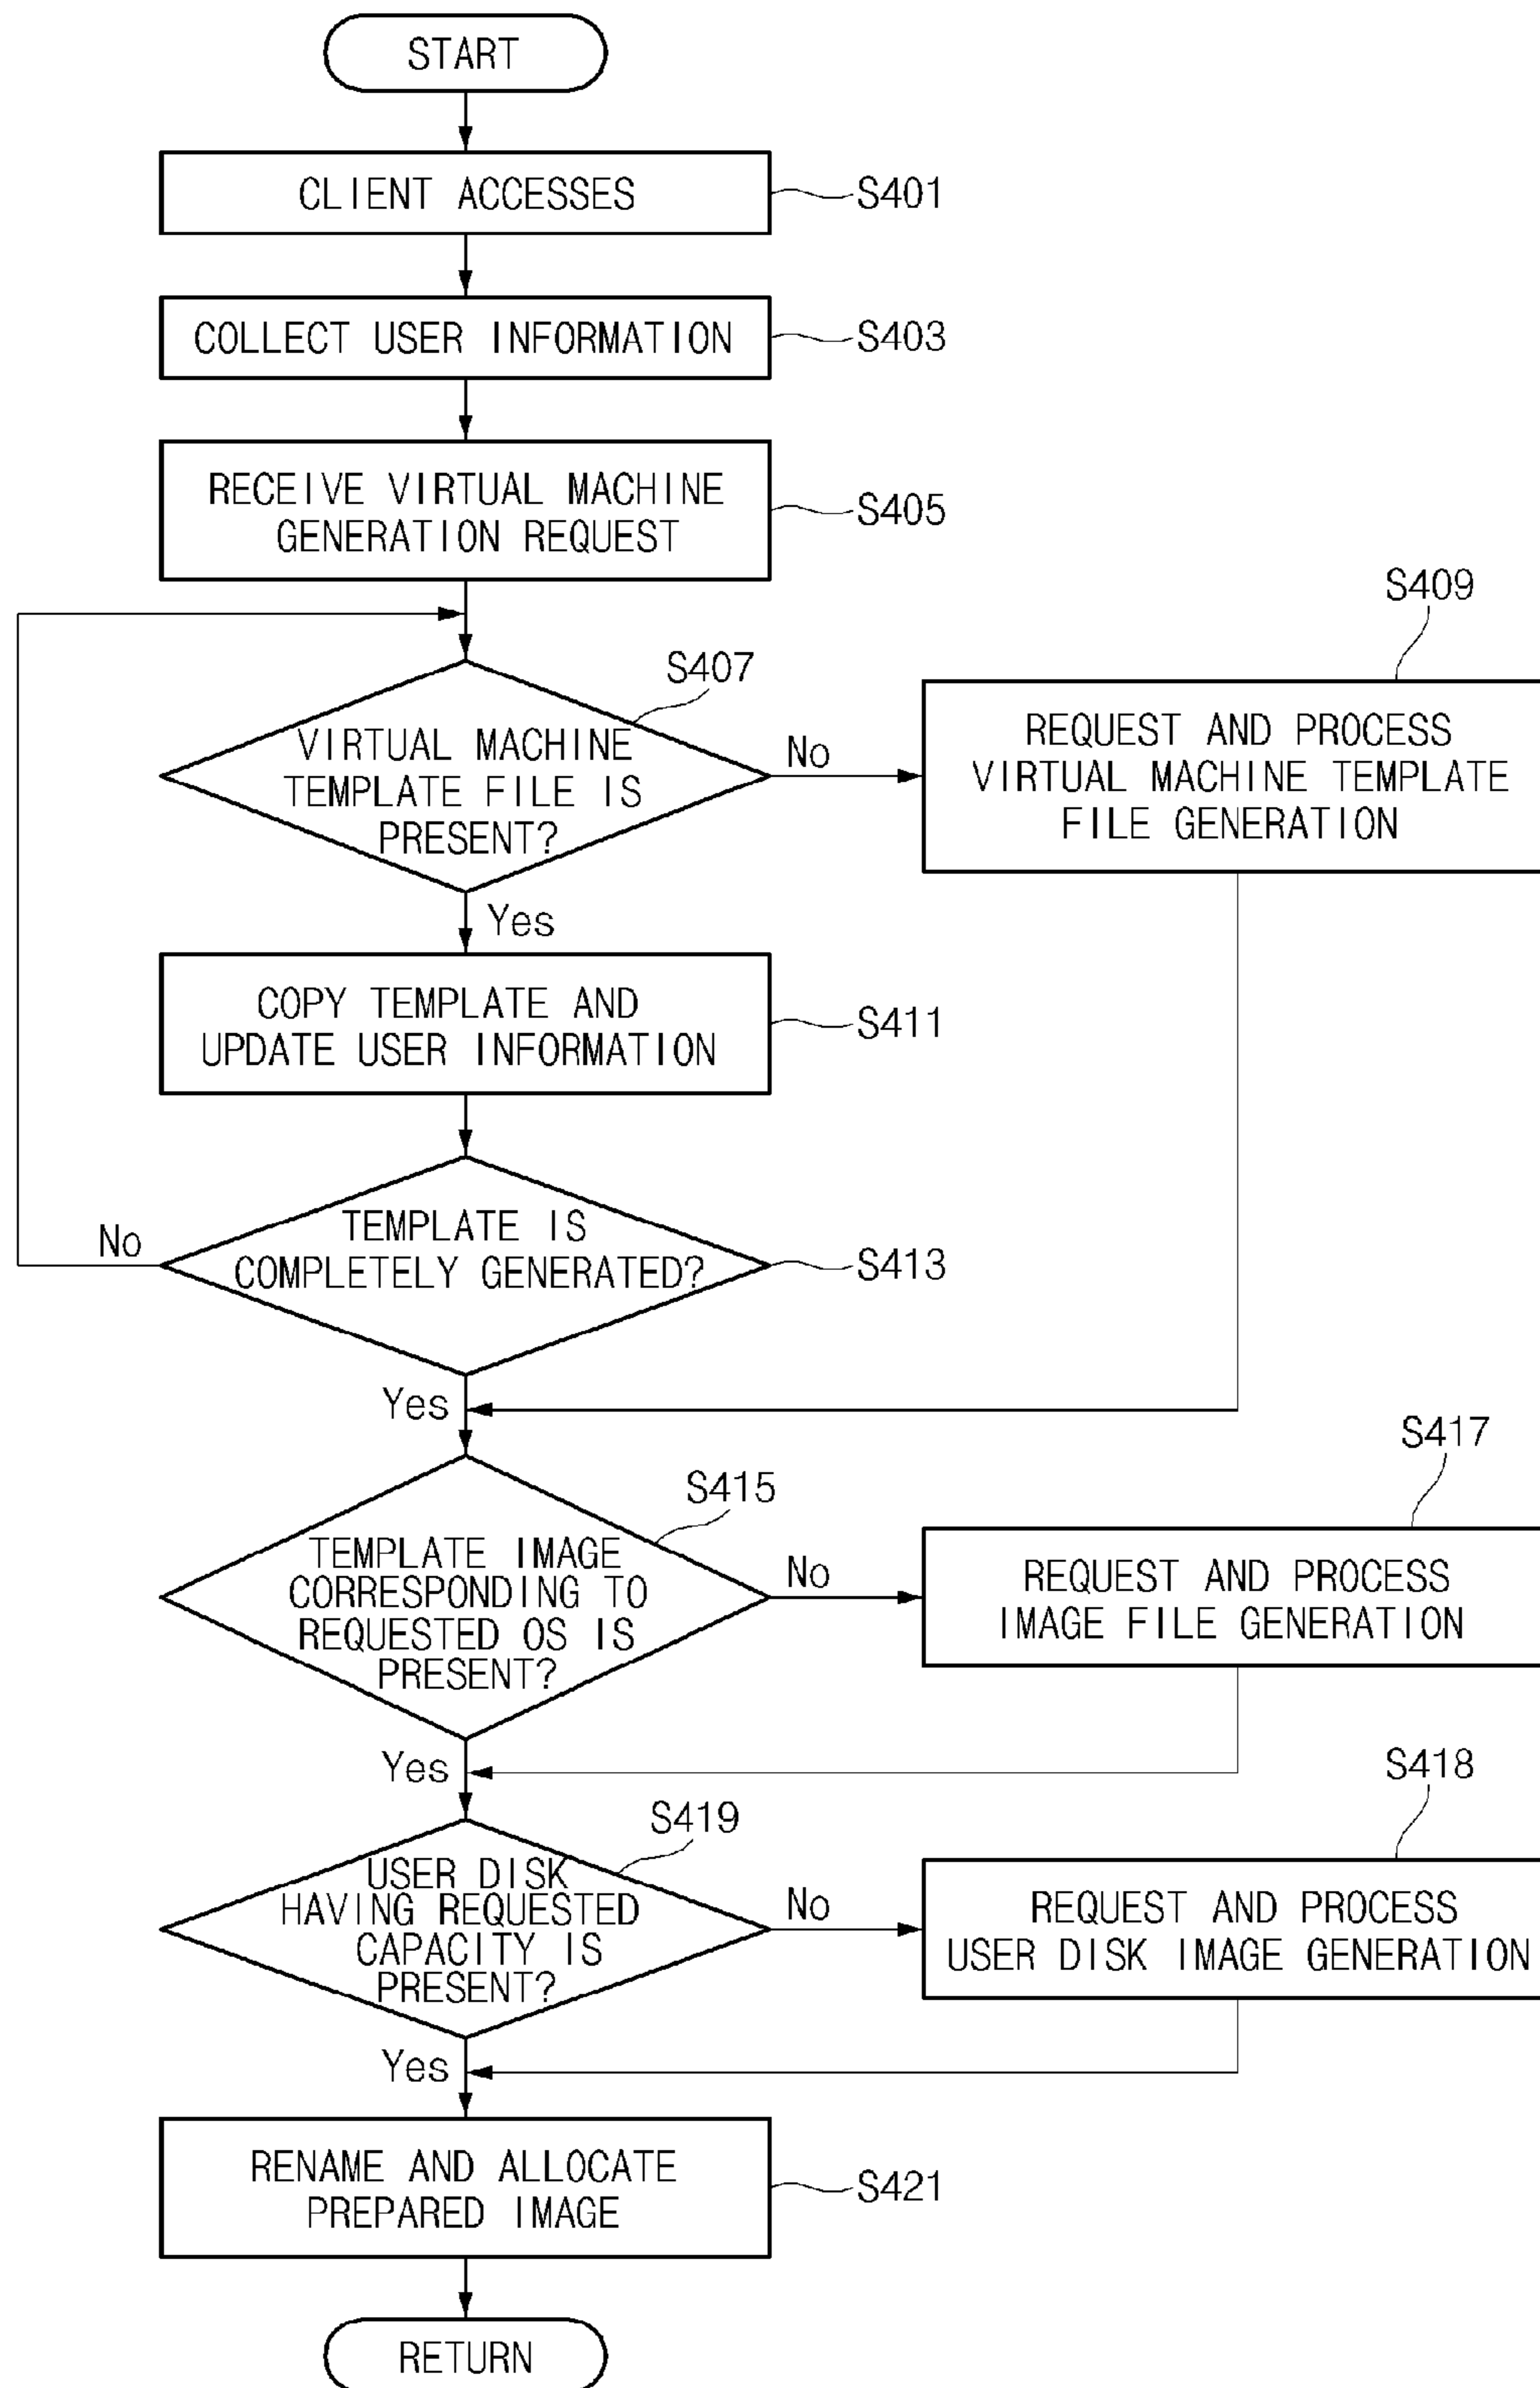 START
CLIENT ACCESSES
S401
COLLECT USER INFORMATION
S403
RECEIVE VIRTUAL MACHINE
GENERATION REQUEST
S405
S407
VIRTUAL MACHINE
TEMPLATE FILE IS
PRESENT?
No
S409
REQUEST AND PROCESS
VIRTUAL MACHINE TEMPLATE
FILE GENERATION
Yes
COPY TEMPLATE AND
UPDATE USER INFORMATION
S411
TEMPLATE IS
COMPLETELY GENERATED?
S413
No
Yes
S415
TEMPLATE IMAGE
CORRESPONDING TO
REQUESTED OS IS
PRESENT?
No
S417
REQUEST AND PROCESS
IMAGE FILE GENERATION
Yes
S419
USER DISK
HAVING REQUESTED
CAPACITY IS
PRESENT?
No
S418
REQUEST AND PROCESS
USER DISK IMAGE GENERATION
Yes
RENAME AND ALLOCATE
PREPARED IMAGE
S421
RETURN